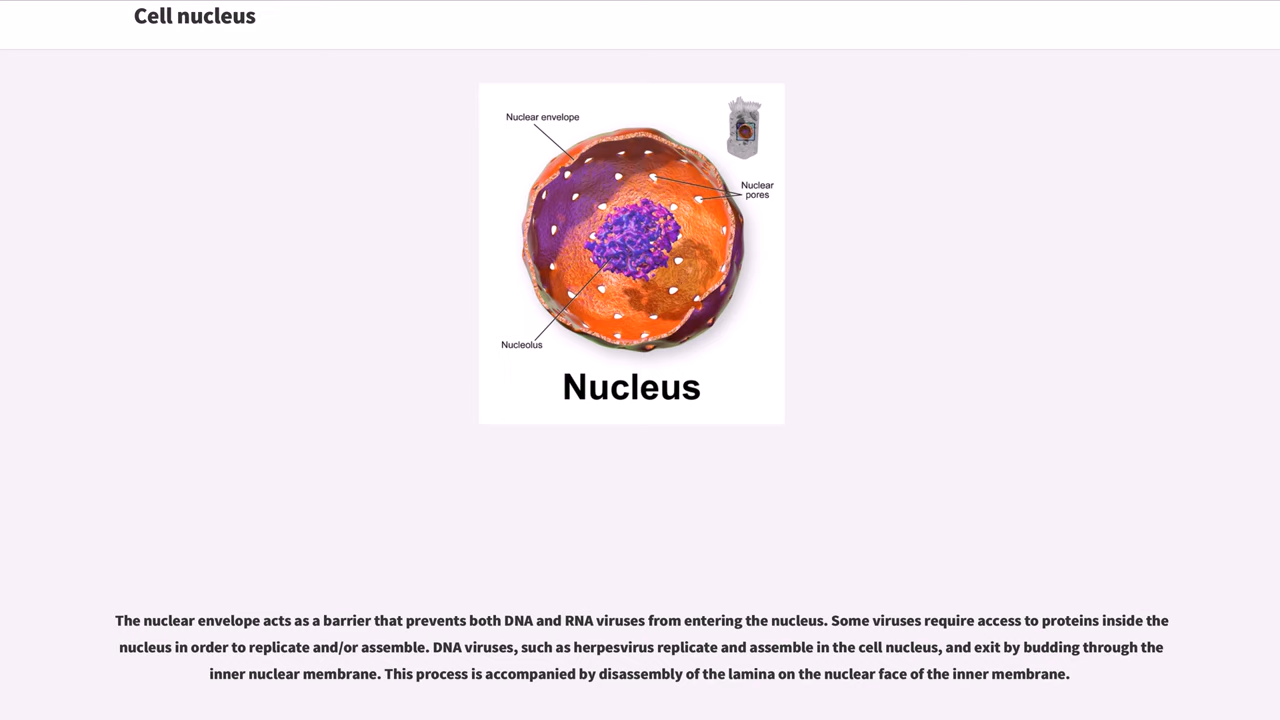 Cell nucleus
Nuclear envelope
Nuclear
pores
Nucleolus
Nucleus
The nuclear envelope acts as a barrier that prevents both DNA and RNA viruses from entering the nucleus. Some viruses require access to proteins inside the
nucleus in order to replicate and/or assemble. DNA viruses, such as herpesvirus replicate and assemble in the cell nucleus, and exit by budding through the
inner nuclear membrane. This process is accompanied by disassembly of the lamina on the nuclear face of the inner membrane.